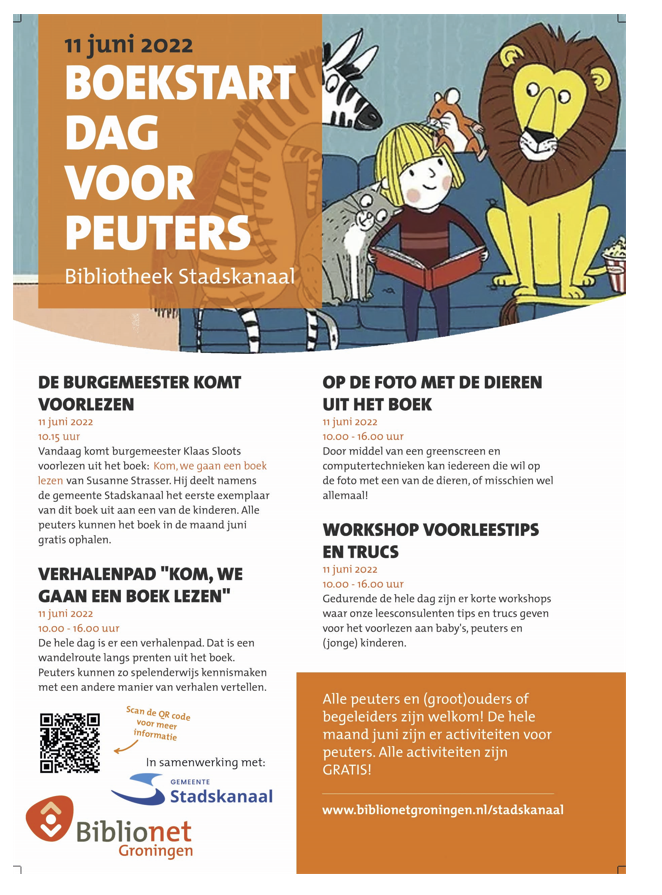 11 juni 2022
BOEKSTART
DAG
VOOR
PEUTERS
Bibliotheek Stadskanaal
DE BURGEMEESTER KOMT
VOORLEZEN
11 juni 2022
10.15 uur
Vandaag komt burgemeester Klaas Sloots
voorlezen uit het boek: Kom, we gaan een boek
lezen van Susanne Strasser. Hij deelt namens
de gemeente Stadskanaal het eerste exemplaar
van dit boek uit aan een van de kinderen. Alle
peuters kunnen het boek in de maand juni
gratis ophalen.
VERHALENPAD "KOM, WE
GAAN EEN BOEK LEZEN"
11 juni 2022
10.00 - 16.00 uur
De hele dag is er een verhalenpad. Dat is een
wandelroute langs prenten uit het boek.
Peuters kunnen zo spelenderwijs kennismaken
met een andere manier van verhalen vertellen.
Scan de QR code
voor meer
informatie
In samenwerking met:
GEMEENTE
Stadskanaal
Biblionet
Groningen
OP DE FOTO MET DE DIEREN
UIT HET BOEK
11 juni 2022
10.00 - 16.00 uur
Door middel van een greenscreen en
computertechnieken kan iedereen die wil op
de foto met een van de dieren, of misschien wel
allemaal!
WORKSHOP VOORLEESTIPS
EN TRUCS
11 juni 2022
10.00 - 16.00 uur
Gedurende de hele dag zijn er korte workshops
waar onze leesconsulenten tips en trucs geven
voor het voorlezen aan baby's, peuters en
(jonge) kinderen.
Alle peuters en (groot)ouders of
begeleiders zijn welkom! De hele
maand juni zijn er activiteiten voor
peuters. Alle activiteiten zijn
GRATIS!
www.biblionetgroningen.nl/stadskanaal